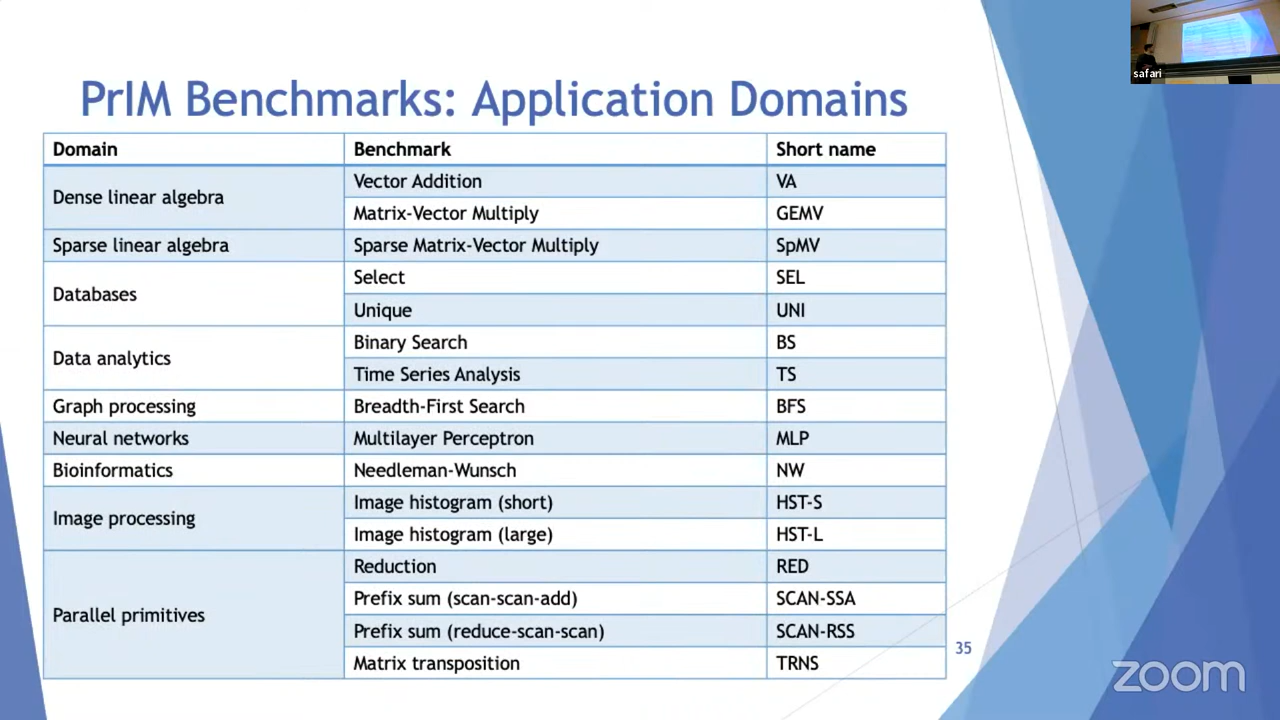 safari
PrIM Benchmarks: Application Domains
Domain Benchmark Short name
Dense linear algebra
Vector Addition VA
Matrix-Vector Multiply GEMV
Sparse linear algebra Sparse Matrix-Vector Multiply SpMV
Databases
Select SEL
Unique UNI
Data analytics
Binary Search BS
Time Series Analysis TS
Graph processing Breadth-First Search BFS
Neural networks Multilayer Perceptron MLP
Bioinformatics Needleman-Wunsch NW
Image processing
Image histogram (short) HST-S
Image histogram (large) HST-L
Parallel primitives
Reduction RED
Prefix sum (scan-scan-add) SCAN-SSA
Prefix sum (reduce-scan-scan) SCAN-RSS
Matrix transposition TRNS
35
zoom